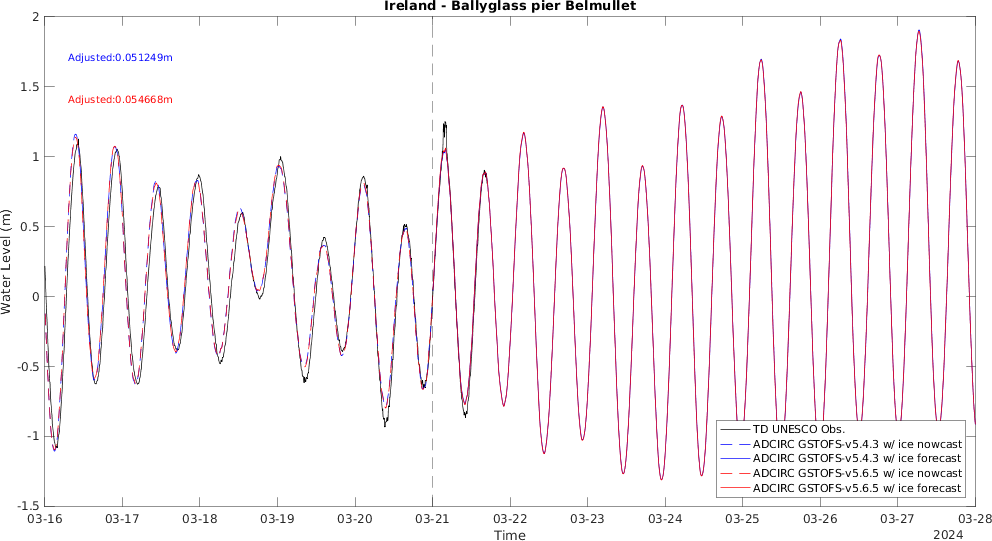 Ireland - Ballyglass pier Belmullet
2
1.5
1
0.5
0
-0.5
-1
-1.5
Water Level (m)
Adjusted:0.051249m
Adjusted:0.054668m
TD UNESCO Obs.
ADCIRC GSTOFS-v5.4.3 w/ ice nowcast
ADCIRC GSTOFS-v5.4.3 w/ ice forecast
ADCIRC GSTOFS-v5.6.5 w/ ice nowcast
ADCIRC GSTOFS-v5.6.5 w/ ice forecast
03-16 03-17 03-18 03-19 03-20 03-21 03-22 03-23 03-24 03-25 03-26 03-27 03-28
Time
2024